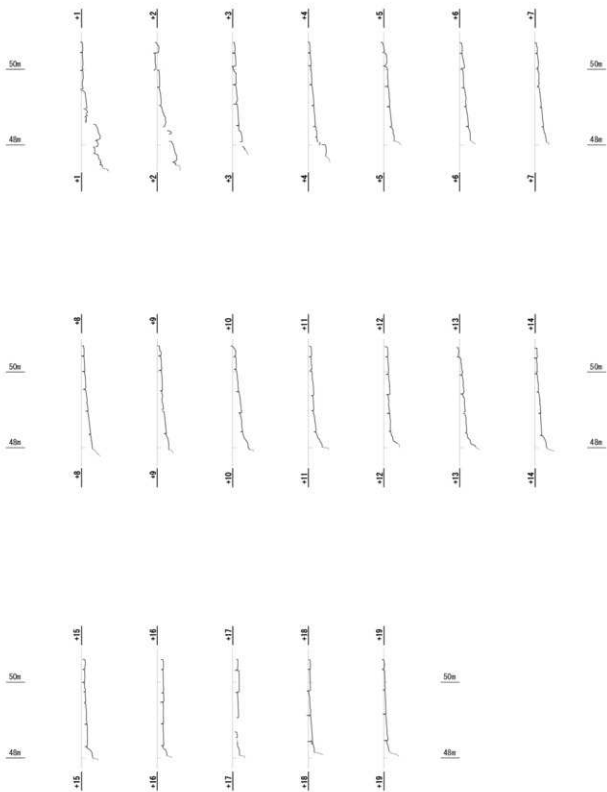 +1 +2 +3 +4 +5 +6 +7
50m 50m
48m 48m
+1 +2 +3 +4 +5 +6 +7
+8 +9 +10 +11 +12 +13 +14
50m 50m
48m 48m
+8 +9 +10 +11 +12 +13 +14
+15 +16 +17 +18 +19
50m 50m
48m 48m
+15 +16 +17 +18 +19